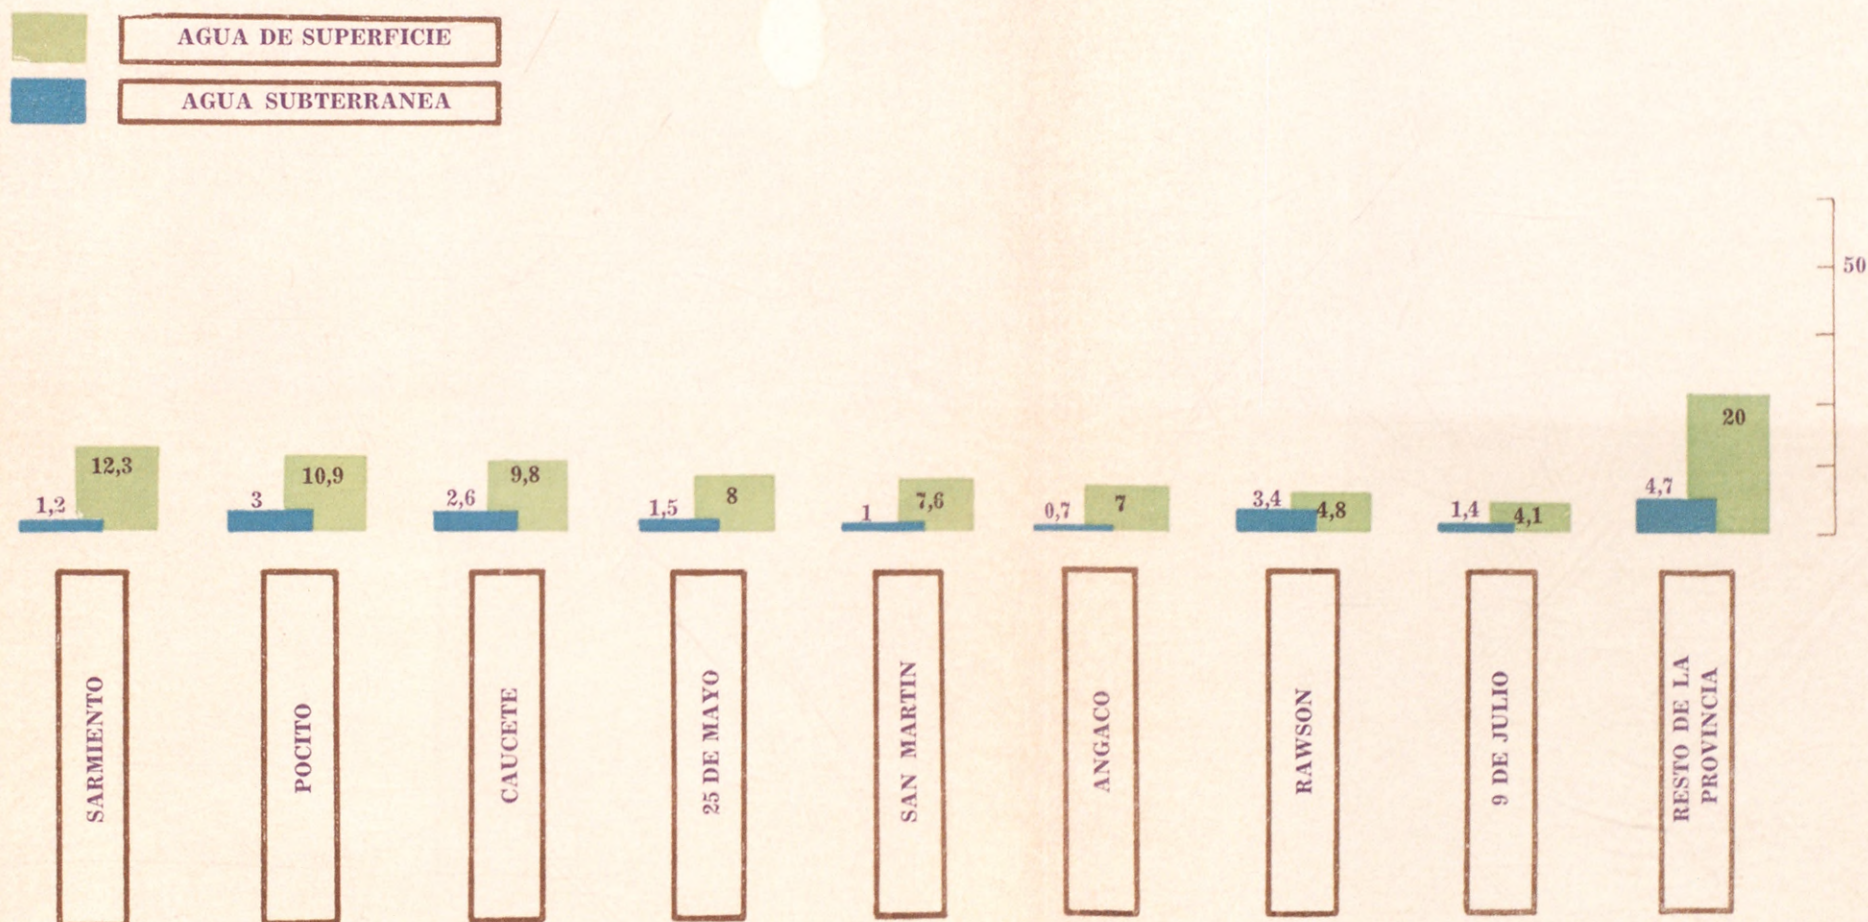 AGUA DE SUPERFICIE
AGUA SUBTERRANEA
50
1,2
12,3
3
10,9
2,6
9,8
1,5
8
1
7,6
0,7
7
3,4
4,8
1,4
4,1
4,7
20
SARMIENTO
POCITO
CAUCETE
25 DE MAYO
SAN MARTIN
ANGACO
RAWSON
9 DE JULIO
RESTO DE LA
PROVINCIA